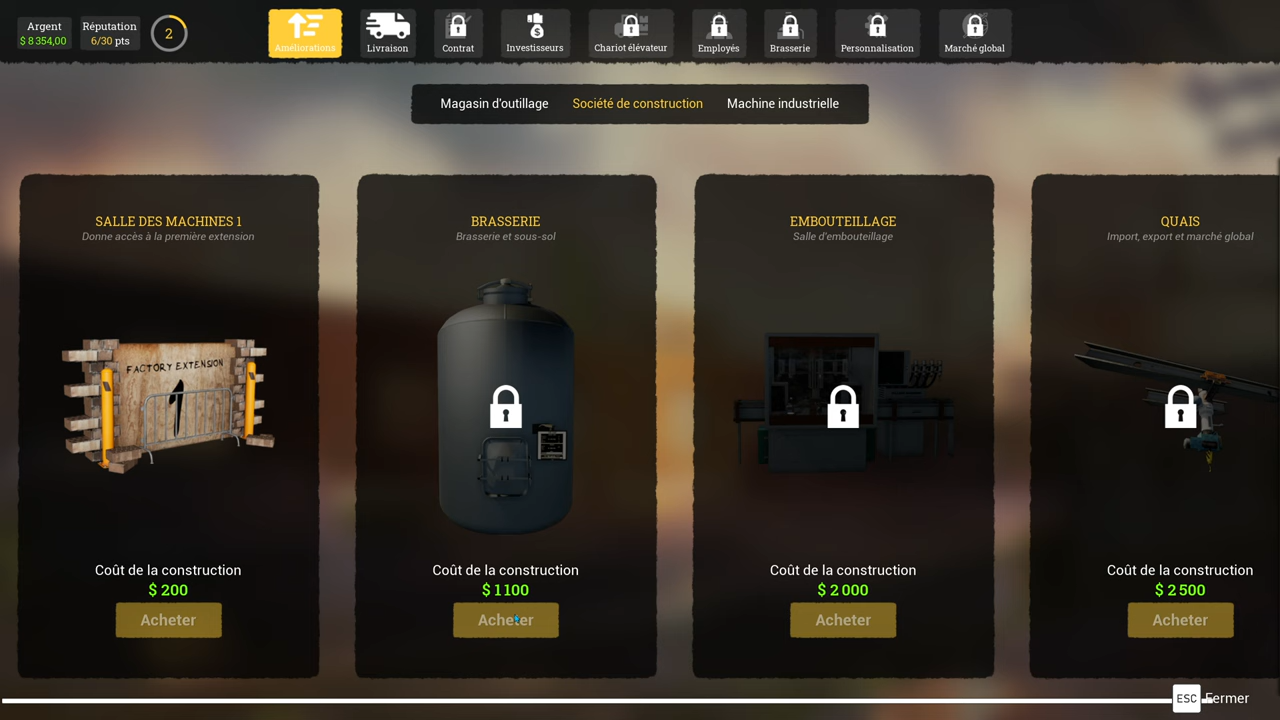 Argent
$ 8 354,00
Réputation
6/30 pts
2
Améliorations
Livraison
Contrat
Investisseurs
Chariot élévateur
Employés
Brasserie
Personnalisation
Marché global
Magasin d'outillage
Société de construction
Machine industrielle
SALLE DES MACHINES 1
Donne accès à la première extension
FACTORY EXTENSION
1
Coût de la construction
$ 200
Acheter
BRASSERIE
Brasserie et sous-sol
Coût de la construction
$ 1 100
Acheter
EMBOUTEILLAGE
Salle d'embouteillage
Coût de la construction
$ 2 000
Acheter
QUAIS
Import, export et marché global
Coût de la construction
$ 2 500
Acheter
ESC Fermer